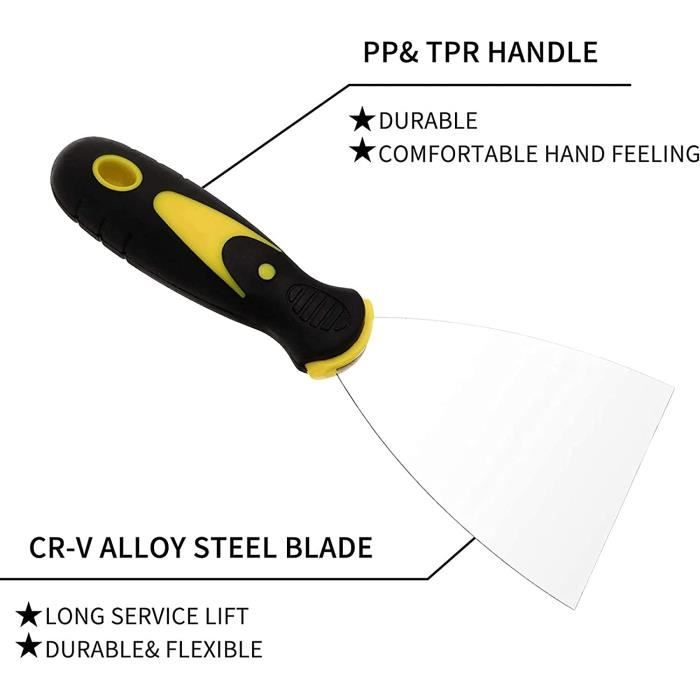 PP& TPR HANDLE
★DURABLE
★COMFORTABLE HAND FEELING
CR-V ALLOY STEEL BLADE
★LONG SERVICE LIFT
★DURABLE& FLEXIBLE